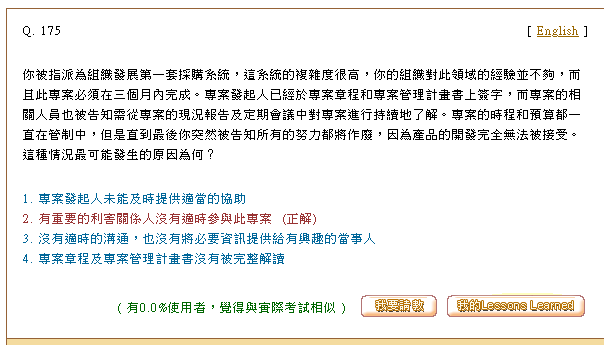 Q. 175
[ English ]
你被指派為組織發展第一套採購系統，這系統的複雜度很高，你的組織對此領域的經驗並不夠，而
且此專案必須在三個月內完成。專案發起人已經於專案章程和專案管理計畫書上簽字，而專案的相
關人員也被告知需從專案的現況報告及定期會議中對專案進行持續地了解。專案的時程和預算都一
直在管制中，但是直到最後你突然被告知所有的努力都將作廢，因為產品的開發完全無法被接受。
這種情況最可能發生的原因為何？
1. 專案發起人未能及時提供適當的協助
2. 有重要的利害關係人沒有適時參與此專案 (正解)
3. 沒有適時的溝通，也沒有將必要資訊提供給有興趣的當事人
4. 專案章程及專案管理計畫書沒有被完整解讀
( 有0.0%使用者，覺得與實際考試相似 )
我要請教
我的Lessons Learned